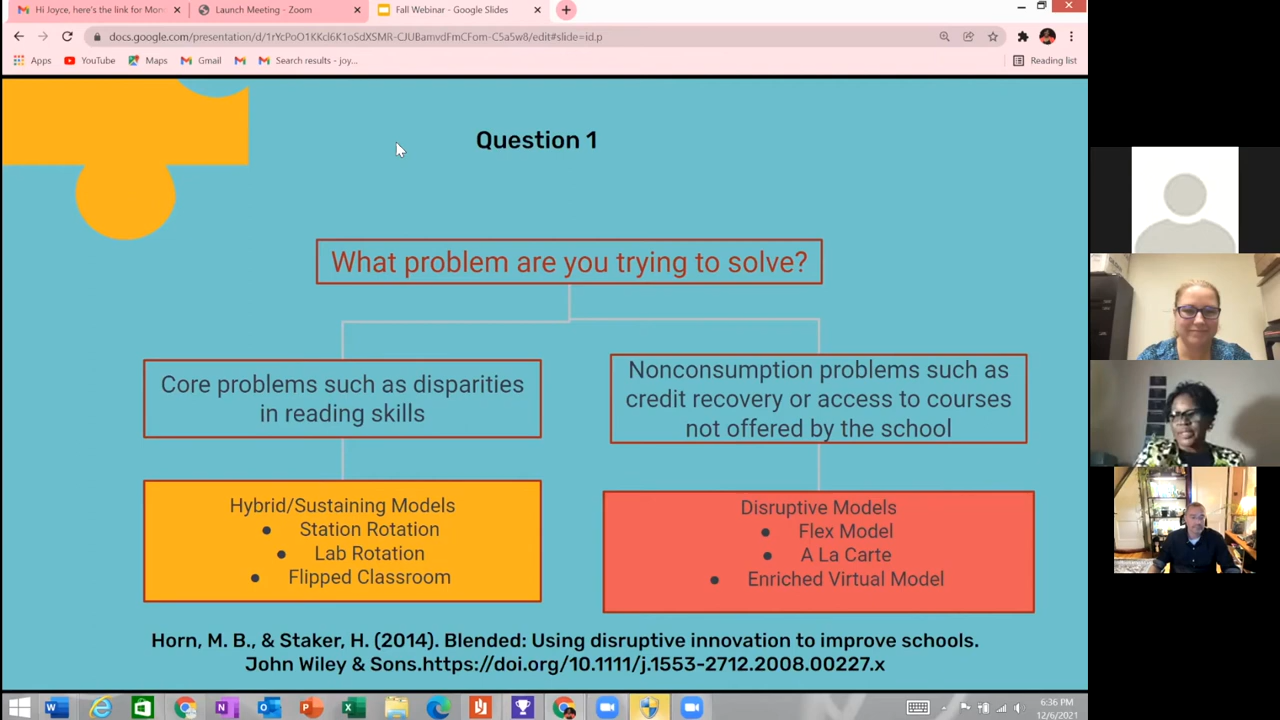 Hi Joyce, here's the link for Mon
Launch Meeting - Zoom
Fall Webinar - Google Slides
docs.google.com/presentation/d/1rYcPoO1KKcl6K1oSdXSMR-CJUBamvdFmCFom-C5a5w8/edit#slide=id.p
Apps
YouTube
Maps
Gmail
Search results - joy...
Reading list
Question 1
What problem are you trying to solve?
Core problems such as disparities
in reading skills
Nonconsumption problems such as
credit recovery or access to courses
not offered by the school
Hybrid/Sustaining Models
● Station Rotation
● Lab Rotation
● Flipped Classroom
Disruptive Models
● Flex Model
● A La Carte
● Enriched Virtual Model
Horn, M. B., & Staker, H. (2014). Blended: Using disruptive innovation to improve schools.
John Wiley & Sons.https://doi.org/10.1111/j.1553-2712.2008.00227.x
6:36 PM
12/6/2021